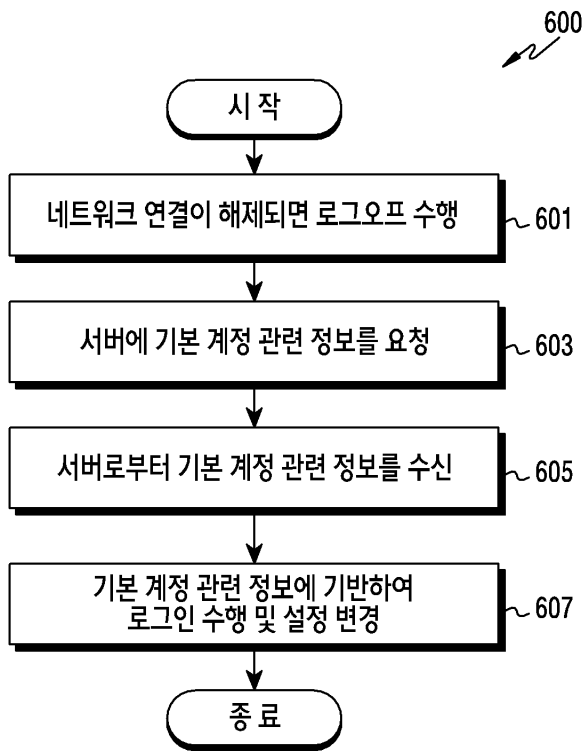 600
시 작
네트워크 연결이 해제되면 로그오프 수행
601
서버에 기본 계정 관련 정보를 요청
603
서버로부터 기본 계정 관련 정보를 수신
605
기본 계정 관련 정보에 기반하여
로그인 수행 및 설정 변경
607
종 료